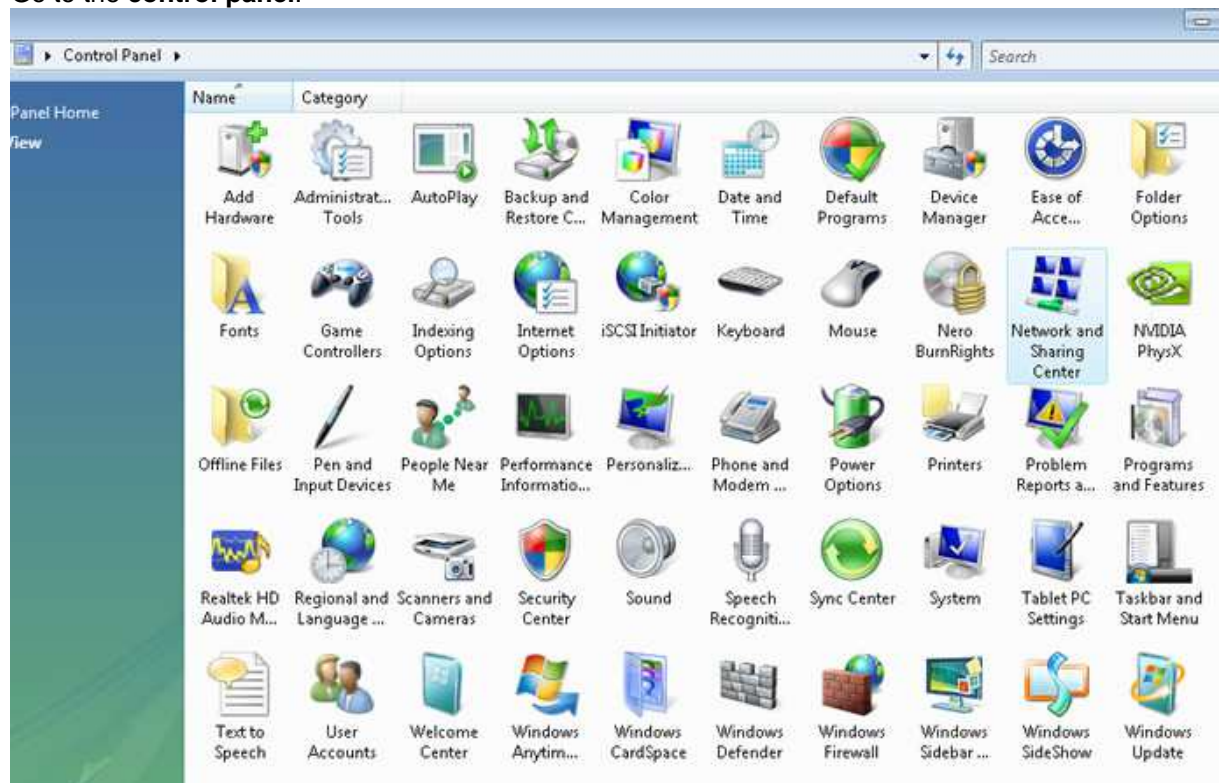 Go to the control panel.
Control Panel
Search
Panel Home
View
Name Category
Add Hardware
Administrat... Tools
AutoPlay
Backup and Restore C...
Color Management
Date and Time
Default Programs
Device Manager
Ease of Acce...
Folder Options
Fonts
Game Controllers
Indexing Options
Internet Options
iSCSI Initiator
Keyboard
Mouse
Nero BurnRights
Network and Sharing Center
NVIDIA PhysX
Offline Files
Pen and Input Devices
People Near Me
Performance Informatio...
Personaliz...
Phone and Modem ...
Power Options
Printers
Problem Reports a...
Programs and Features
Realtek HD Audio M...
Regional and Language ...
Scanners and Cameras
Security Center
Sound
Speech Recogniti...
Sync Center
System
Tablet PC Settings
Taskbar and Start Menu
Text to Speech
User Accounts
Welcome Center
Windows Anytim...
Windows CardSpace
Windows Defender
Windows Firewall
Windows Sidebar ...
Windows SideShow
Windows Update